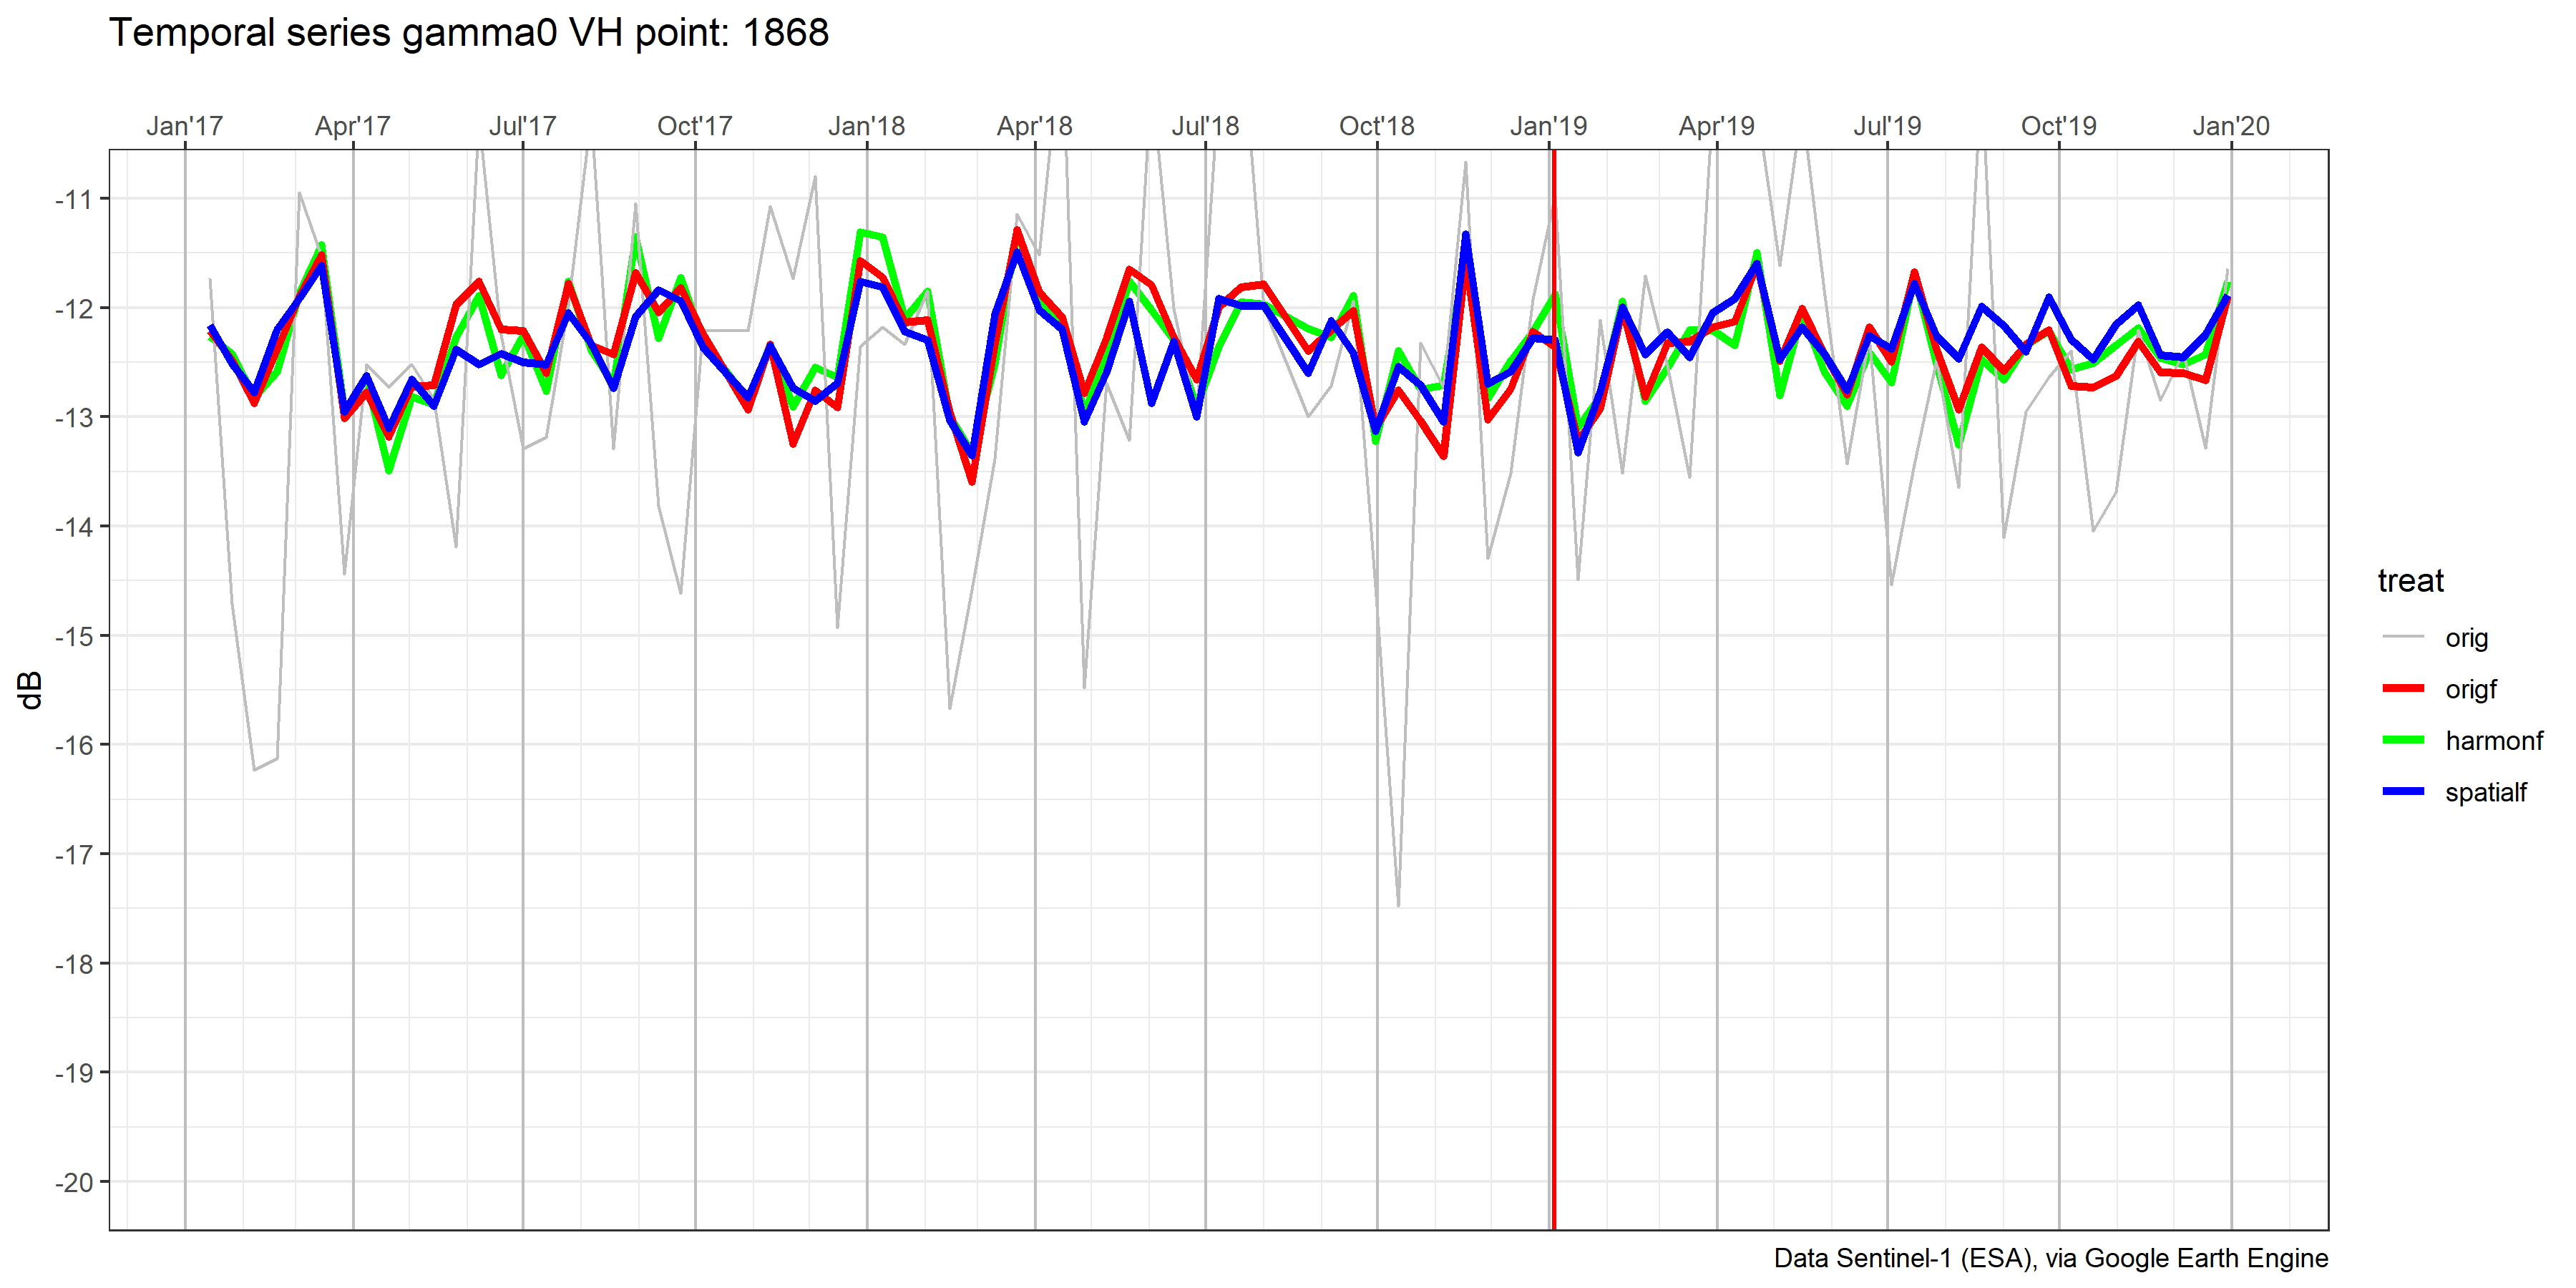 Temporal series gamma0 VH point: 1868
Jan'17 Apr'17 Jul'17 Oct'17 Jan'18 Apr'18 Jul'18 Oct'18 Jan'19 Apr'19 Jul'19 Oct'19 Jan'20
-11
-12
-13
-14
-15
-16
-17
-18
-19
-20
dB
treat
orig
origf
harmonf
spatialf
Data Sentinel-1 (ESA), via Google Earth Engine